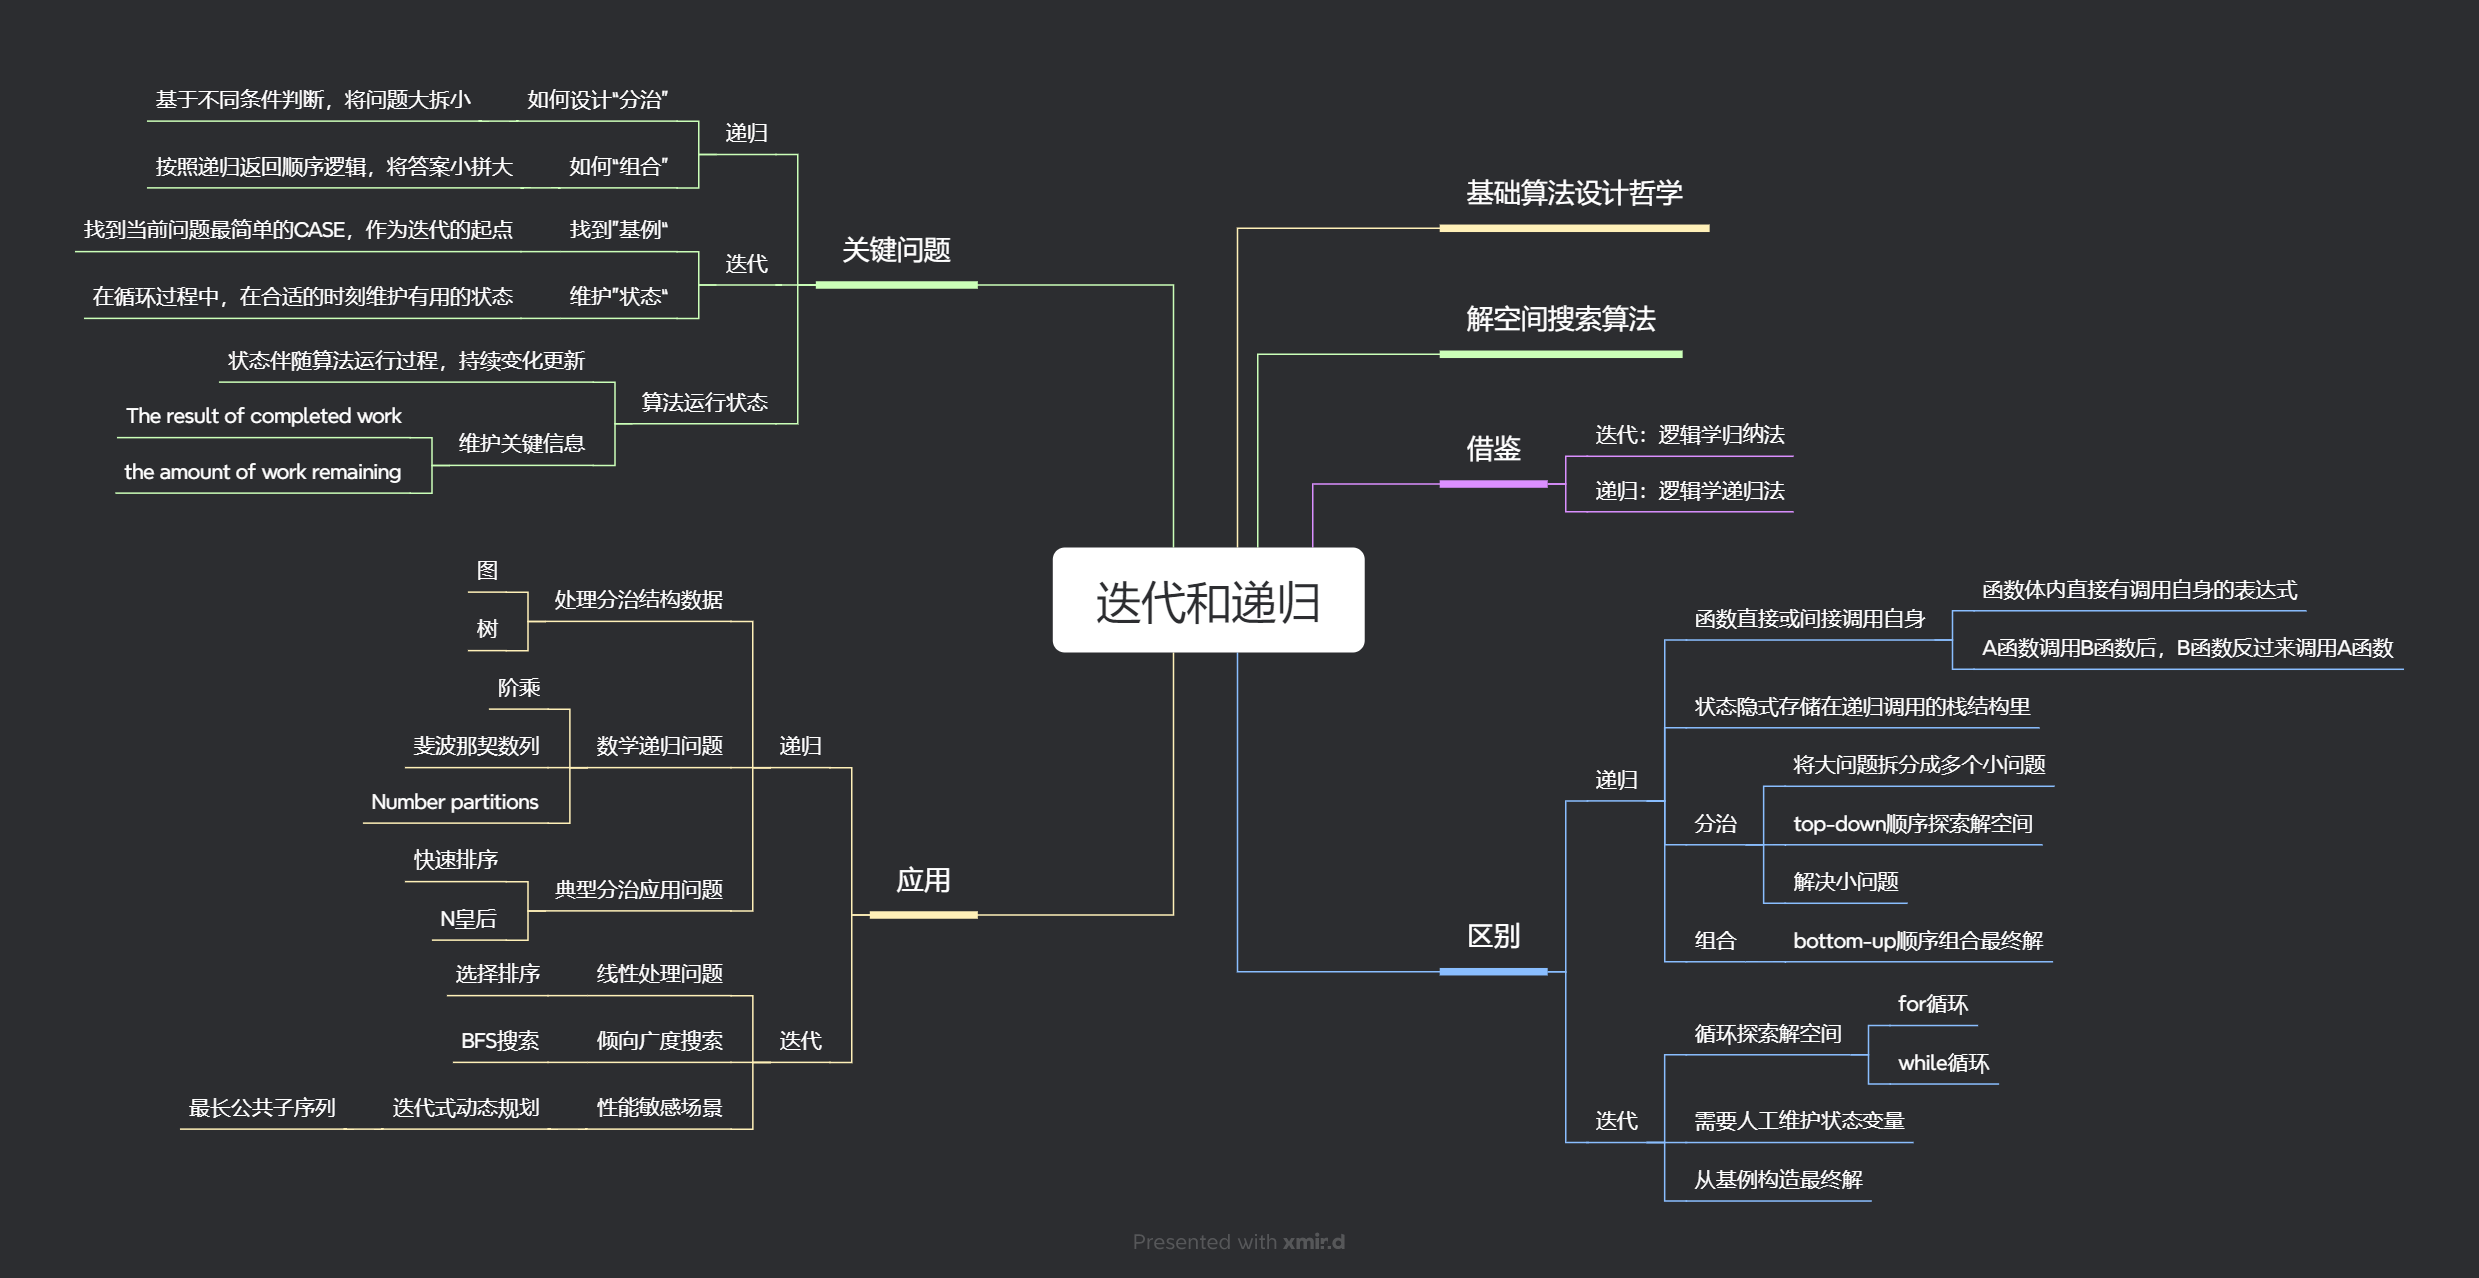 迭代和递归
基础算法设计哲学
解空间搜索算法
借鉴
迭代：逻辑学归纳法
递归：逻辑学递归法
区别
递归
函数直接或间接调用自身
函数体内直接有调用自身的表达式
A函数调用B函数后，B函数反过来调用A函数
状态隐式存储在递归调用的栈结构里
分治
将大问题拆分成多个小问题
top-down顺序探索解空间
解决小问题
组合
bottom-up顺序组合最终解
迭代
循环探索解空间
for循环
while循环
需要人工维护状态变量
从基例构造最终解
关键问题
递归
如何设计“分治”
基于不同条件判断，将问题大拆小
如何“组合”
按照递归返回顺序逻辑，将答案小拼大
迭代
找到”基例“
找到当前问题最简单的CASE，作为迭代的起点
维护”状态“
在循环过程中，在合适的时刻维护有用的状态
算法运行状态
状态伴随算法运行过程，持续变化更新
维护关键信息
The result of completed work
the amount of work remaining
应用
递归
处理分治结构数据
图
树
数学递归问题
阶乘
斐波那契数列
Number partitions
典型分治应用问题
快速排序
N皇后
迭代
线性处理问题
选择排序
倾向广度搜索
BFS搜索
性能敏感场景
迭代式动态规划
最长公共子序列
Presented with xmind